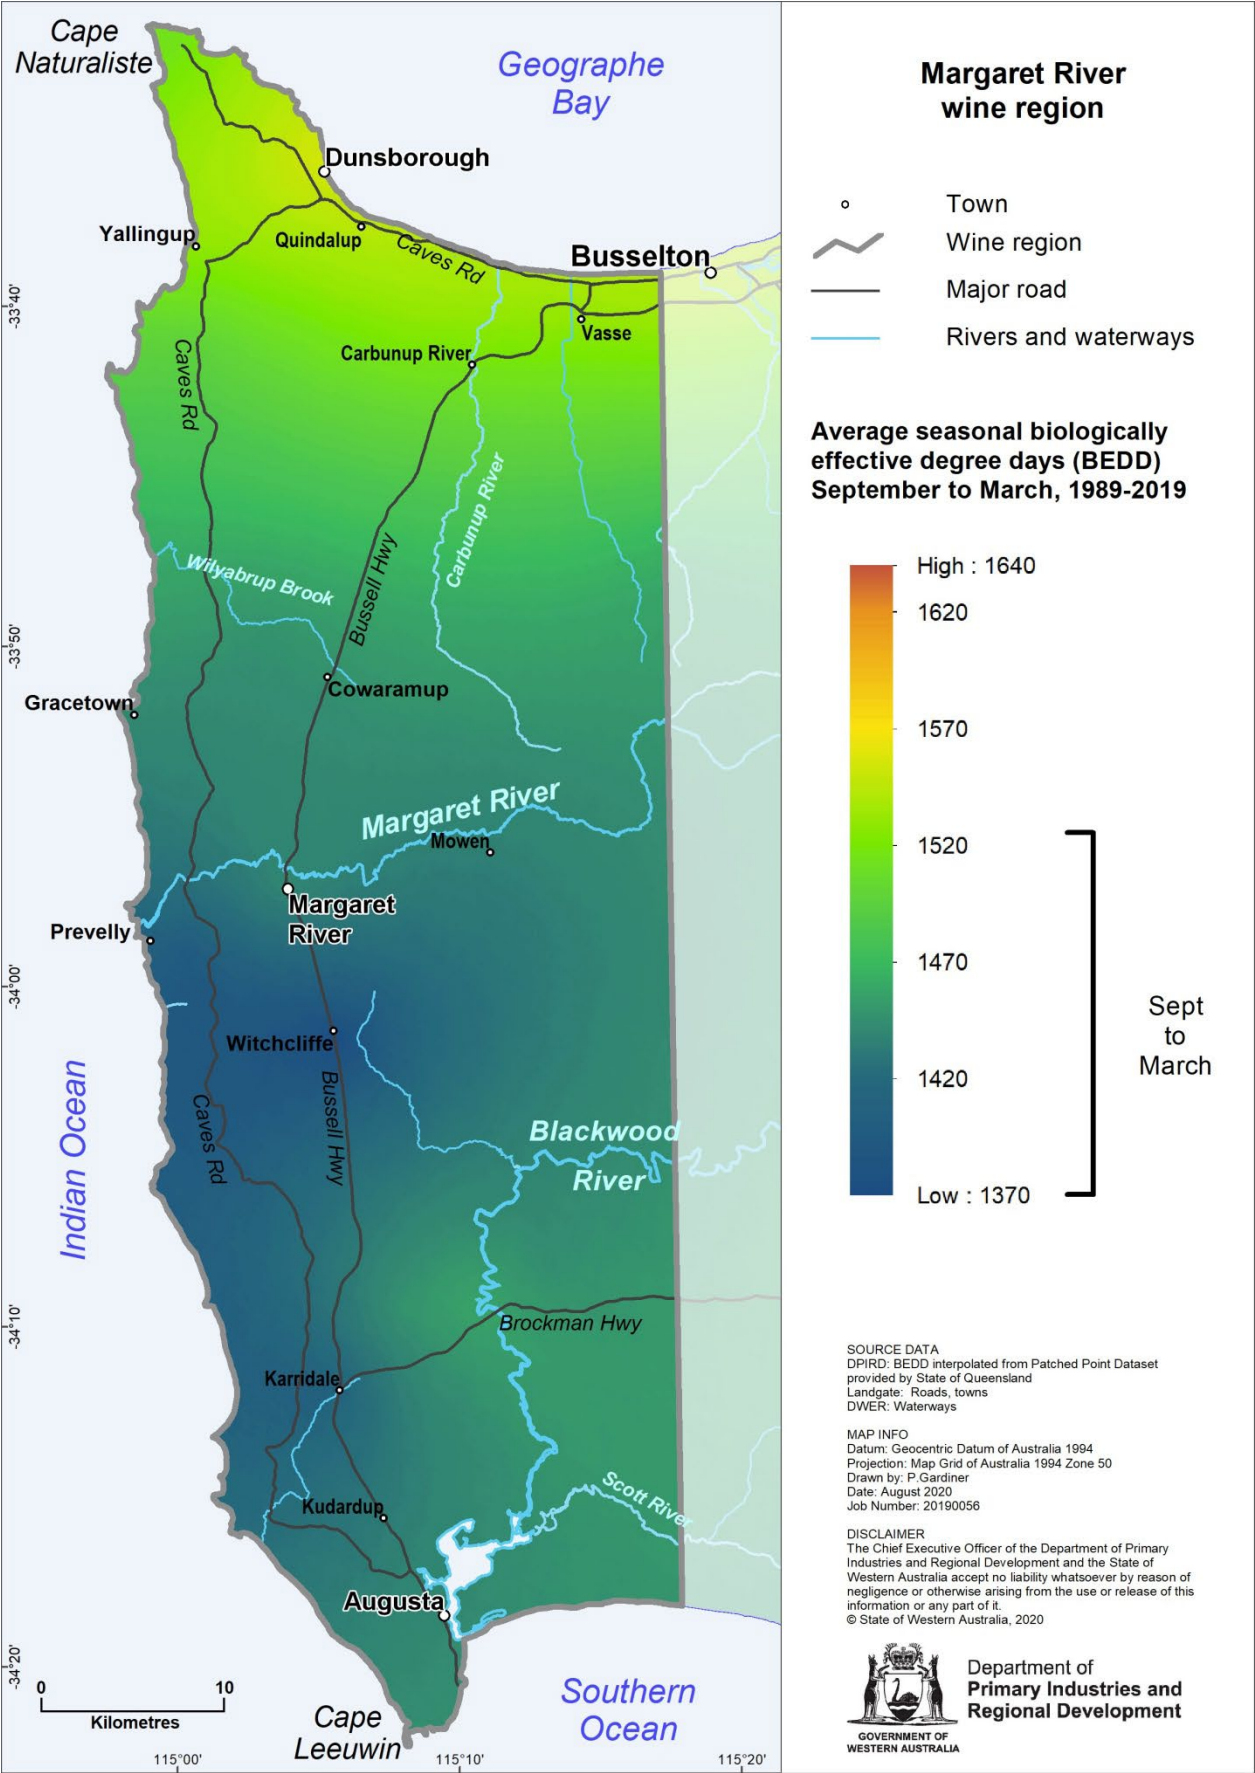 Cape
Naturaliste
Geographe
Bay
Dunsborough
Yallingup
Quindalup
Caves Rd
Busselton
Vasse
Carbunup River
Caves Rd
Carbunup River
Bussell Hwy
Wilyabrup Brook
Cowaramup
Gracetown
Margaret River
Mowen
Margaret
River
Prevelly
Witchcliffe
Bussell Hwy
Caves Rd
Blackwood
River
Indian Ocean
Brockman Hwy
Karridale
Scott River
Kudardup
Augusta
Southern
Ocean
Cape
Leeuwin
0 10
Kilometres
-33°40'
-33°50'
-34°00'
-34°10'
-34°20'
115°00' 115°10' 115°20'
Margaret River
wine region
Town
Wine region
Major road
Rivers and waterways
Average seasonal biologically
effective degree days (BEDD)
September to March, 1989-2019
High : 1640
1620
1570
1520
1470
1420
Low : 1370
Sept
to
March
SOURCE DATA
DPIRD: BEDD interpolated from Patched Point Dataset
provided by State of Queensland
Landgate: Roads, towns
DWER: Waterways
MAP INFO
Datum: Geocentric Datum of Australia 1994
Projection: Map Grid of Australia 1994 Zone 50
Drawn by: P.Gardiner
Date: August 2020
Job Number: 20190056
DISCLAIMER
The Chief Executive Officer of the Department of Primary
Industries and Regional Development and the State of
Western Australia accept no liability whatsoever by reason of
negligence or otherwise arising from the use or release of this
information or any part of it.
© State of Western Australia, 2020
GOVERNMENT OF
WESTERN AUSTRALIA
Department of
Primary Industries and
Regional Development